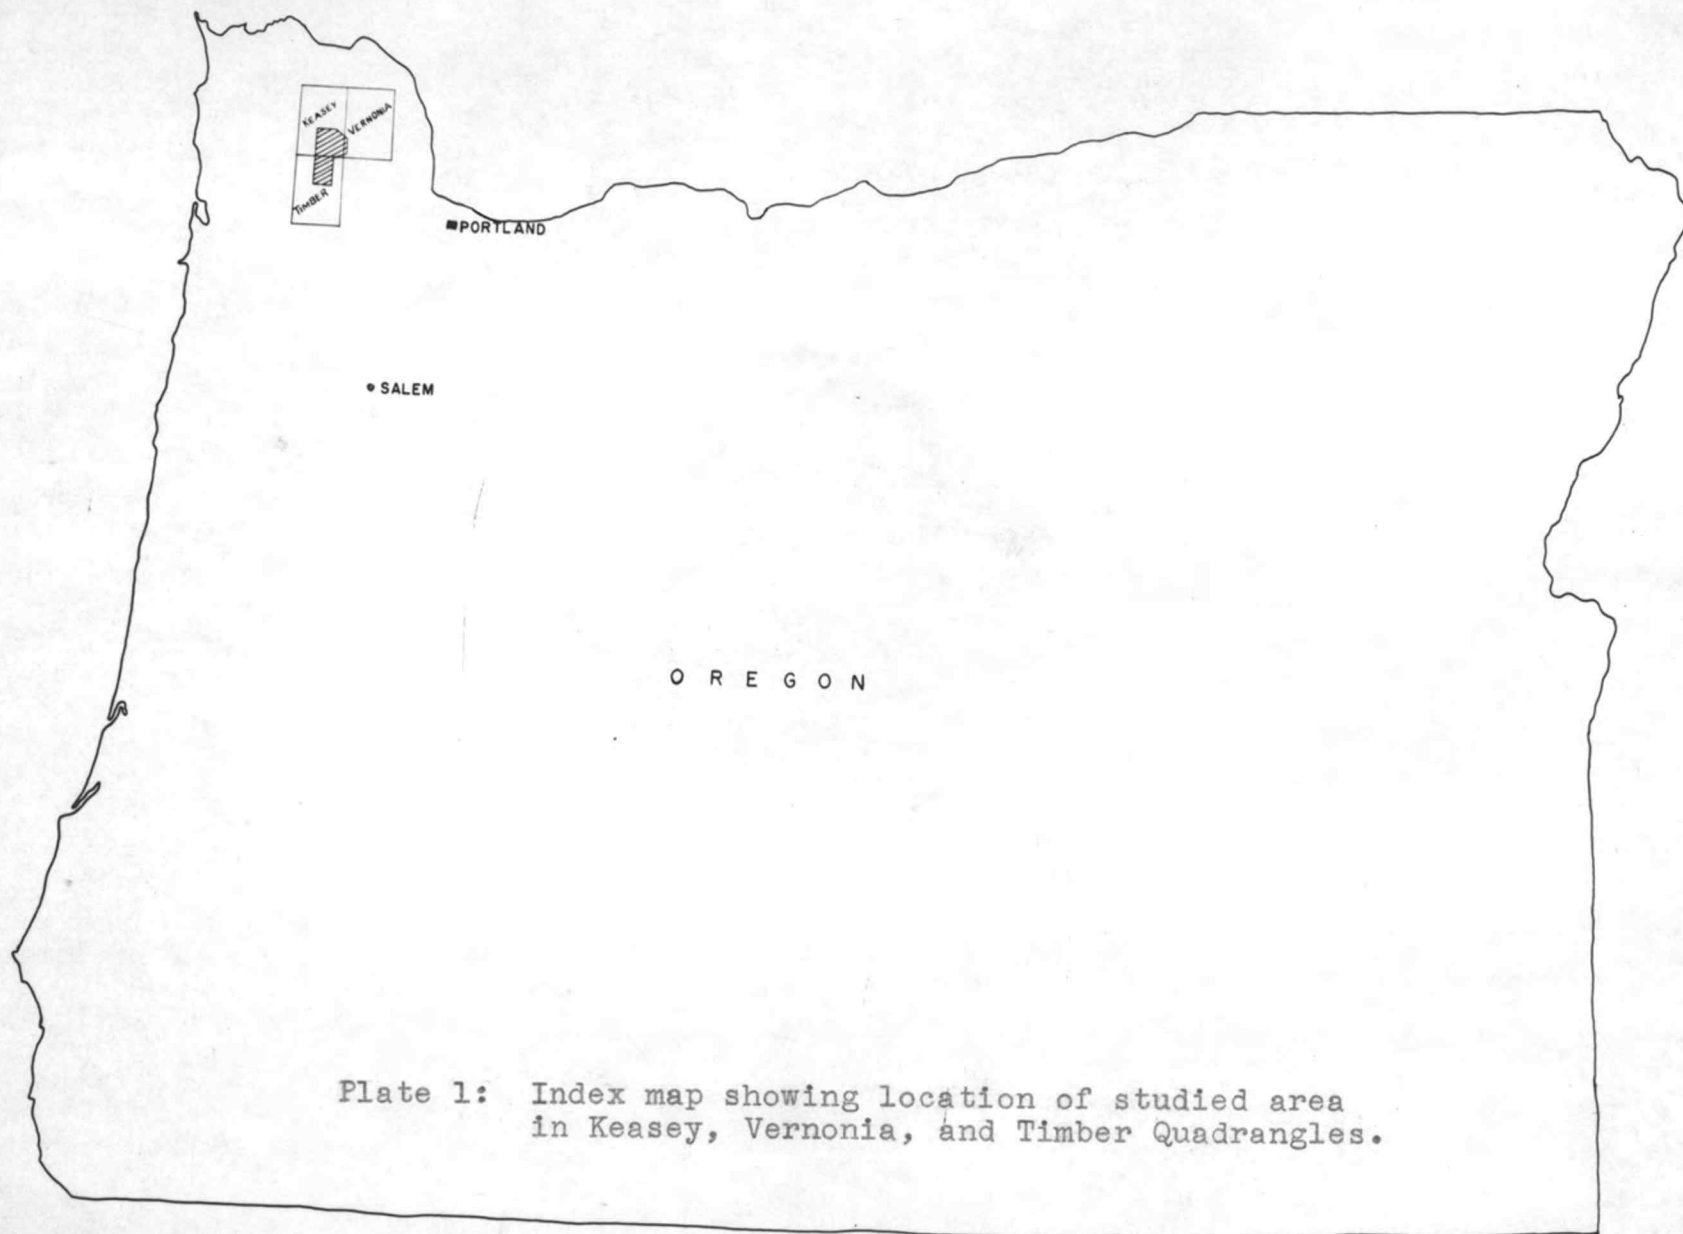 KEASEY
VERNONIA
TIMBER
PORTLAND
SALEM
OREGON
Plate 1: Index map showing location of studied area
in Keasey, Vernonia, and Timber Quadrangles.